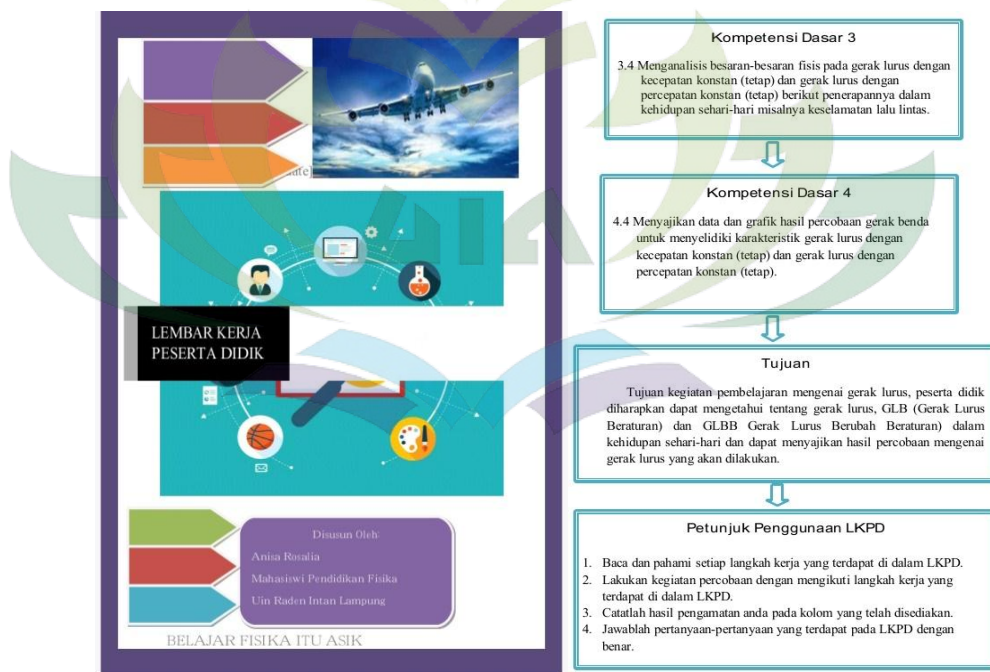 ate]
LEMBAR KERJA
PESERTA DIDIK
Disusun Oleh:
Anisa Rosalia
Mahasiswi Pendidikan Fisika
Uin Raden Intan Lampung
BELAJAR FISIKA ITU ASIK
Kompetensi Dasar 3
3.4 Menganalisis besaran-besaran fisis pada gerak lurus dengan
kecepatan konstan (tetap) dan gerak lurus dengan
percepatan konstan (tetap) berikut penerapannya dalam
kehidupan sehari-hari misalnya keselamatan lalu lintas.
Kompetensi Dasar 4
4.4 Menyajikan data dan grafik hasil percobaan gerak benda
untuk menyelidiki karakteristik gerak lurus dengan
kecepatan konstan (tetap) dan gerak lurus dengan
percepatan konstan (tetap).
Tujuan
Tujuan kegiatan pembelajaran mengenai gerak lurus, peserta didik
diharapkan dapat mengetahui tentang gerak lurus, GLB (Gerak Lurus
Beraturan) dan GLBB Gerak Lurus Berubah Beraturan) dalam
kehidupan sehari-hari dan dapat menyajikan hasil percobaan mengenai
gerak lurus yang akan dilakukan.
Petunjuk Penggunaan LKPD
1. Baca dan pahami setiap langkah kerja yang terdapat di dalam LKPD.
2. Lakukan kegiatan percobaan dengan mengikuti langkah kerja yang
terdapat di dalam LKPD.
3. Catatlah hasil pengamatan anda pada kolom yang telah disediakan.
4. Jawablah pertanyaan-pertanyaan yang terdapat pada LKPD dengan
benar.